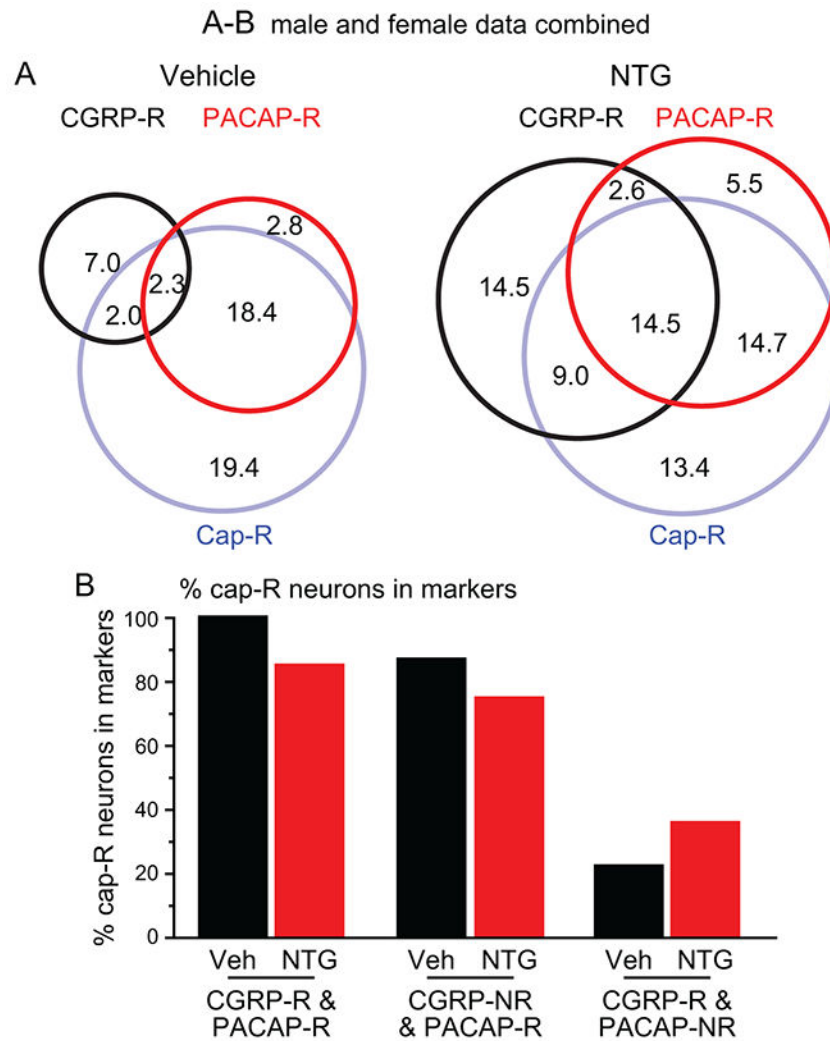 A-B male and female data combined
A Vehicle NTG
CGRP-R PACAP-R CGRP-R PACAP-R
2.6 5.5
2.8
7.0
2.3 14.5
2.0 18.4 14.5 14.7
9.0
19.4 13.4
Cap-R Cap-R
B % cap-R neurons in markers
% cap-R neurons in markers
100
80
60
40
20
0
Veh NTG Veh NTG Veh NTG
CGRP-R & CGRP-NR CGRP-R &
PACAP-R & PACAP-R PACAP-NR